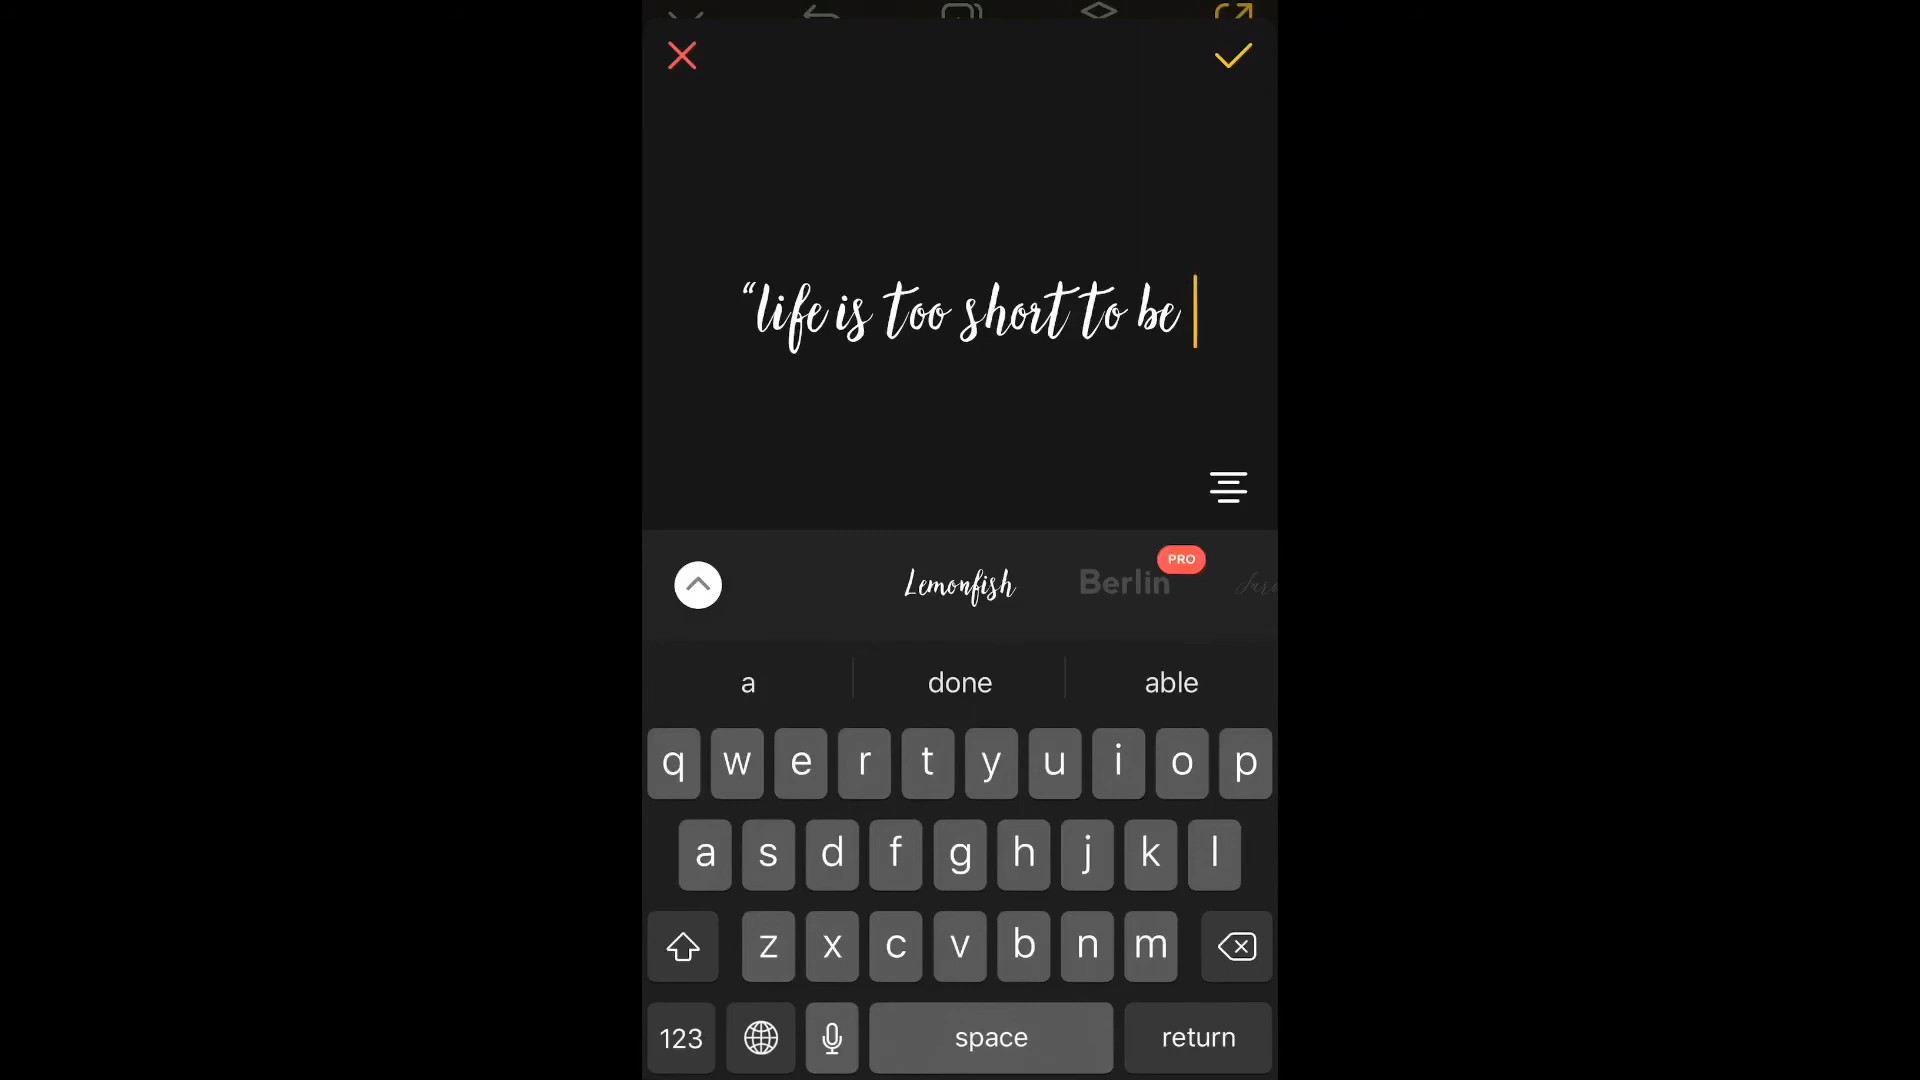 “life is too short to be
PRO
Lemonfish Berlin
a done able
q w e r t y u i o p
a s d f g h j k l
z x c v b n m
123 space return